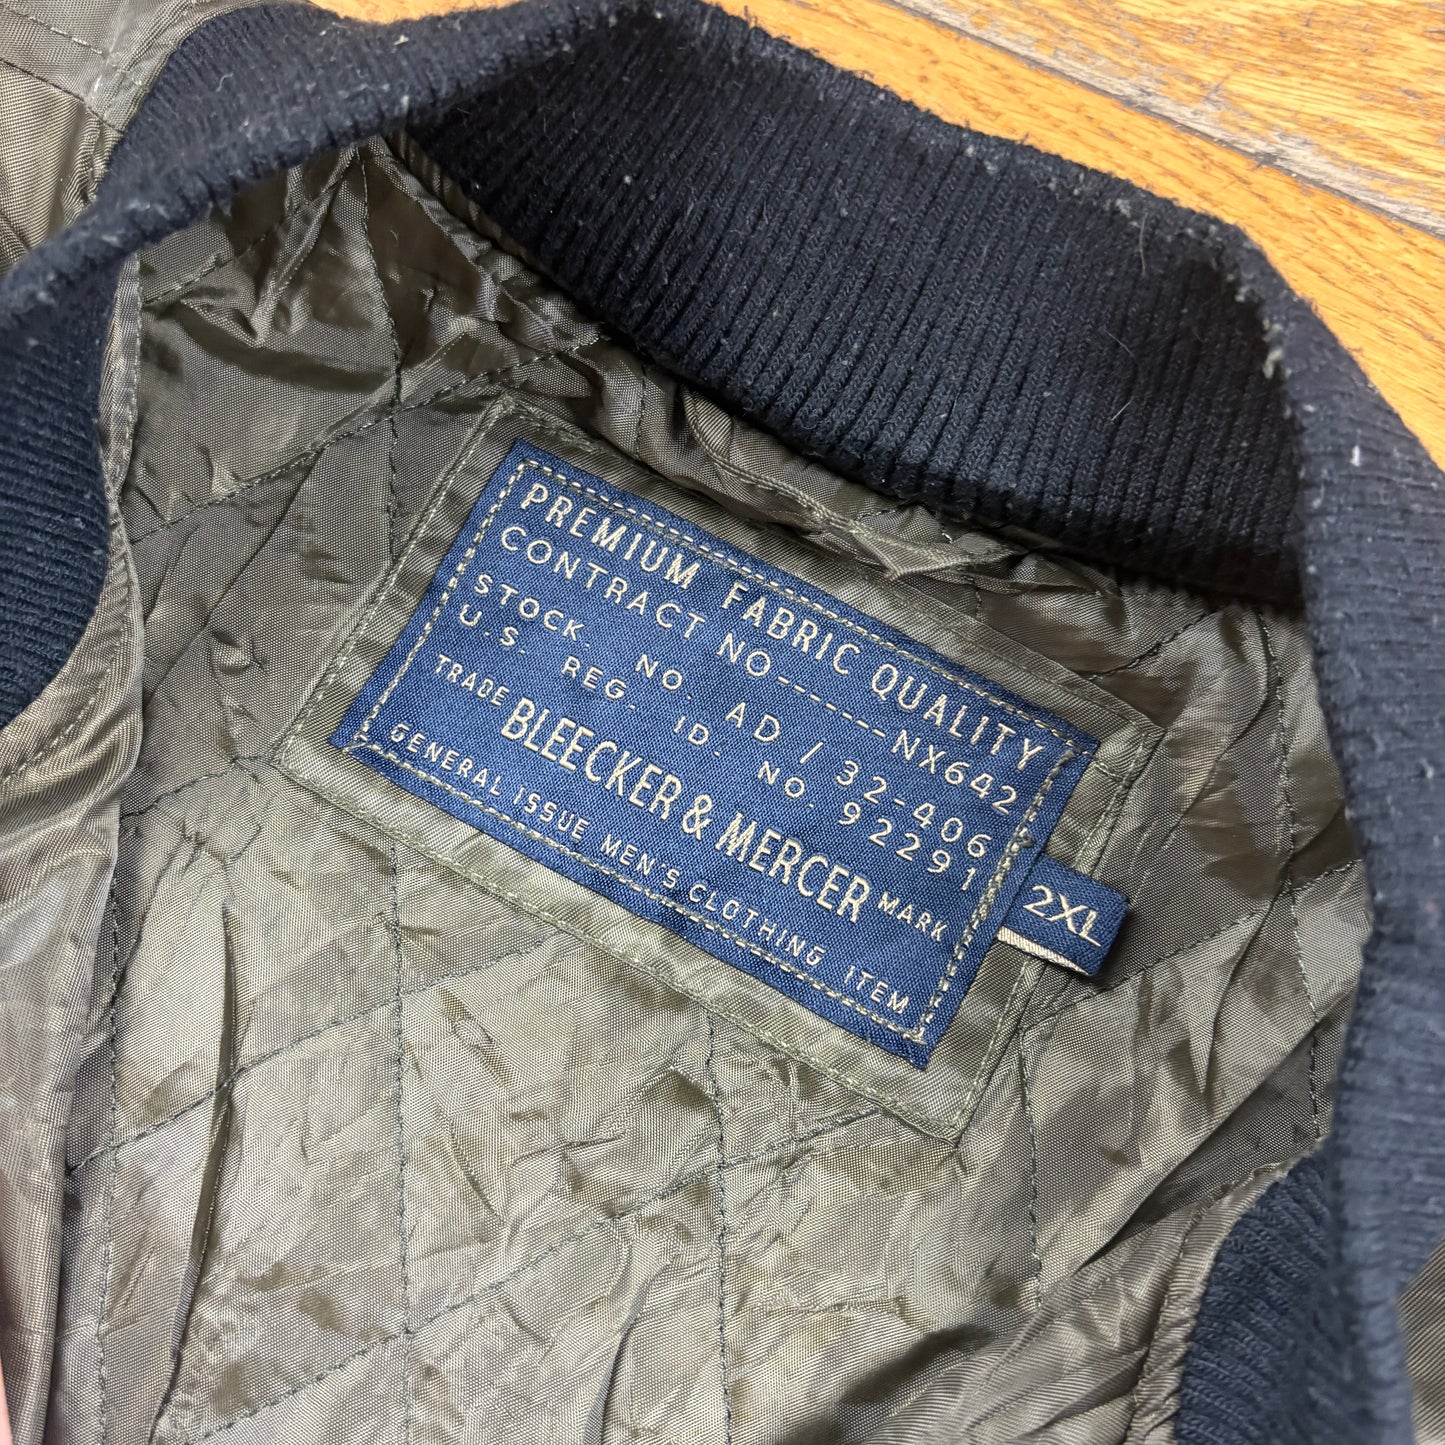 PREMIUM FABRIC QUALITY
CONTRACT NO------NX642
STOCK. NO. AD / 32-406
U.S. REG. ID. NO. 92291
TRADE BLEECKER & MERCER MARK
GENERAL ISSUE MEN'S CLOTHING ITEM
2XL